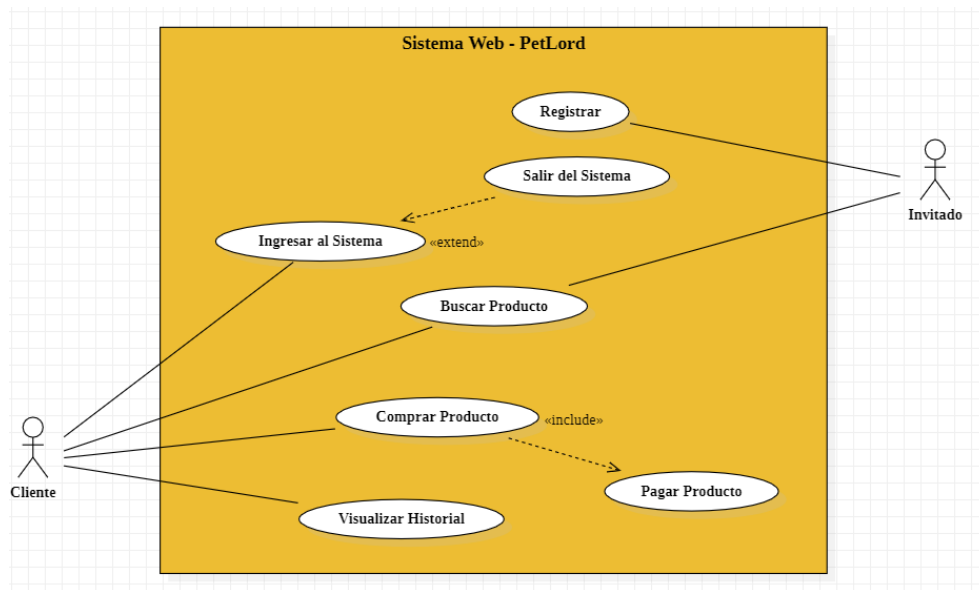 Sistema Web - PetLord
Registrar
Salir del Sistema
Invitado
Ingresar al Sistema
«extend»
Buscar Producto
Comprar Producto
«include»
Cliente
Pagar Producto
Visualizar Historial